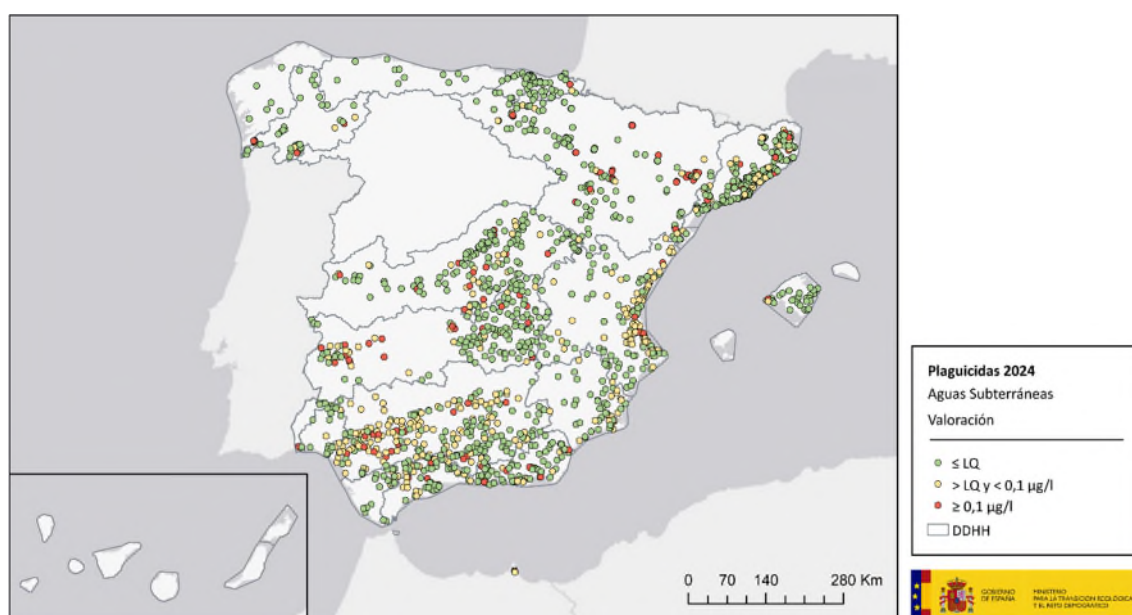 Plaguicidas 2024
Aguas Subterráneas
Valoración
≤ LQ
> LQ y < 0,1 µg/l
≥ 0,1 µg/l
DDHH
0 70 140 280 Km
GOBIERNO
DE ESPAÑA
MINISTERIO
PARA LA TRANSICIÓN ECOLÓGICA
Y EL RETO DEMOGRÁFICO